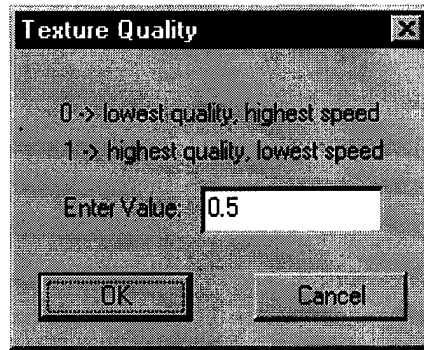 Texture Quality
0 -> lowest quality, highest speed
1 -> highest quality, lowest speed
Enter Value: 0.5
OK Cancel